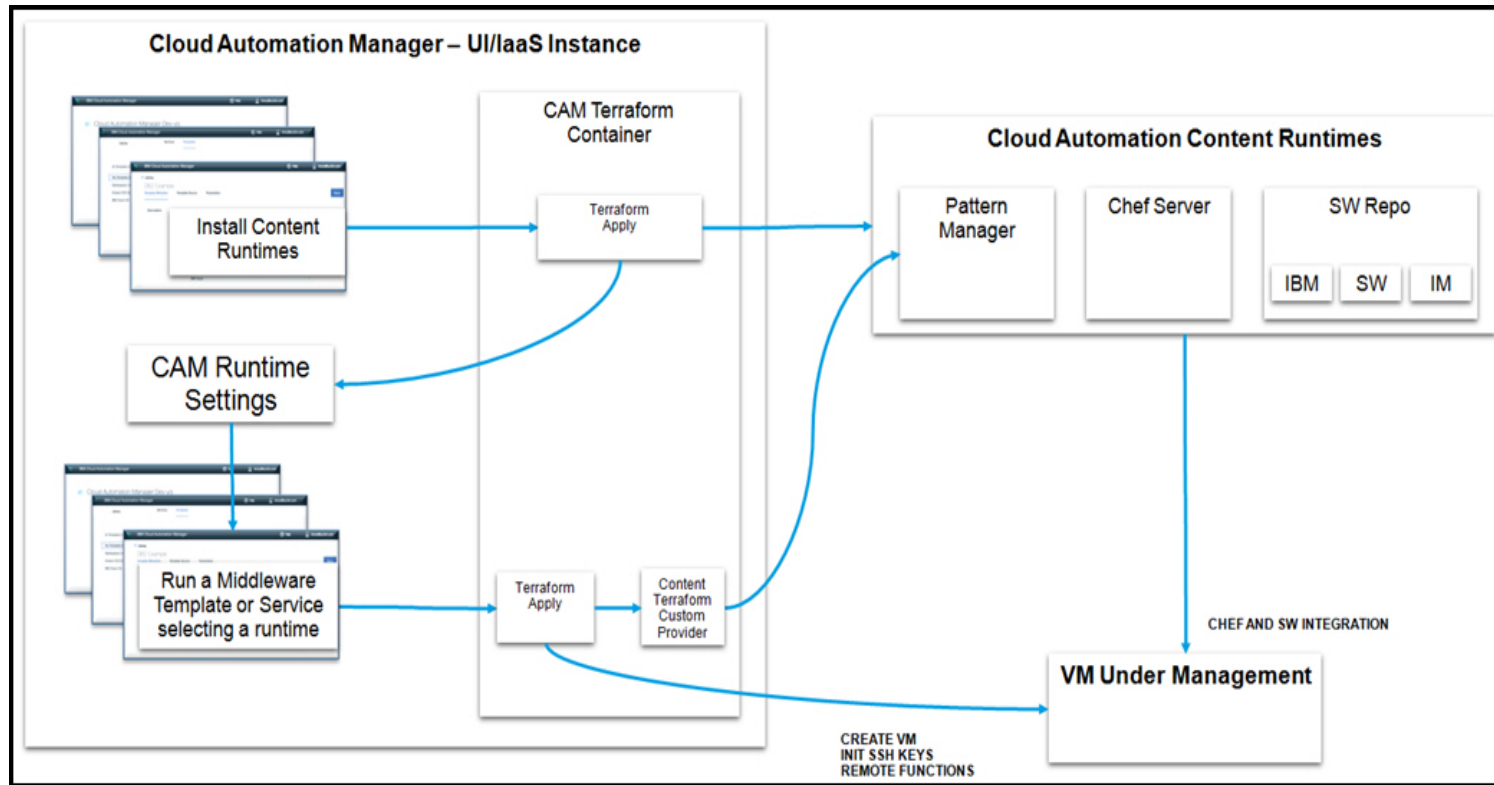 Cloud Automation Manager – UI/IaaS Instance
CAM Terraform
Container
Install Content
Runtimes
Terraform
Apply
CAM Runtime
Settings
Run a Middleware
Template or Service
selecting a runtime
Terraform
Apply
Content
Terraform
Custom
Provider
Cloud Automation Content Runtimes
Pattern
Manager
Chef Server
SW Repo
IBM
SW
IM
CHEF AND SW INTEGRATION
VM Under Management
CREATE VM
INIT SSH KEYS
REMOTE FUNCTIONS